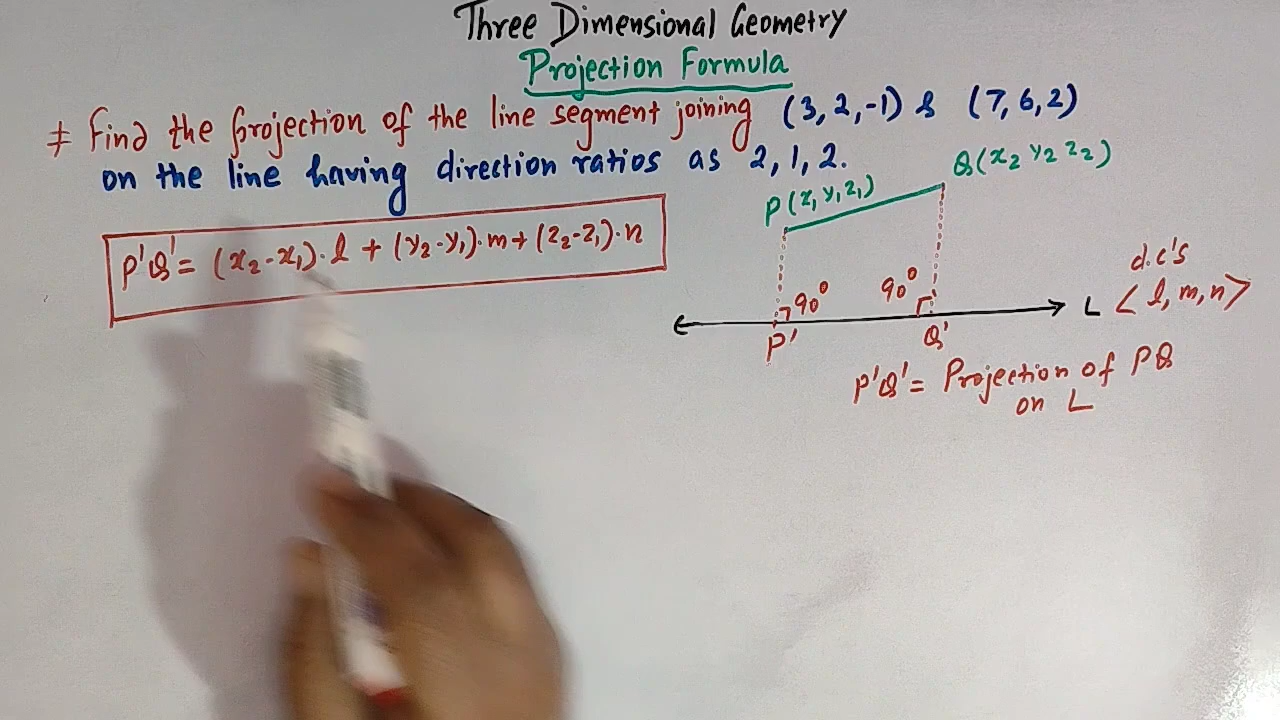 Three Dimensional Geometry
Projection Formula
# Find the projection of the line segment joining (3, 2, -1) & (7, 6, 2)
on the line having direction ratios as 2, 1, 2.
P'Q' = (x₂-x₁)·l + (y₂-y₁)·m + (z₂-z₁)·n
P(x₁ y₁ z₁)
Q(x₂ y₂ z₂)
90°
90°
P'
Q'
L
d.c's
< l, m, n >
P'Q' = Projection of PQ
on L